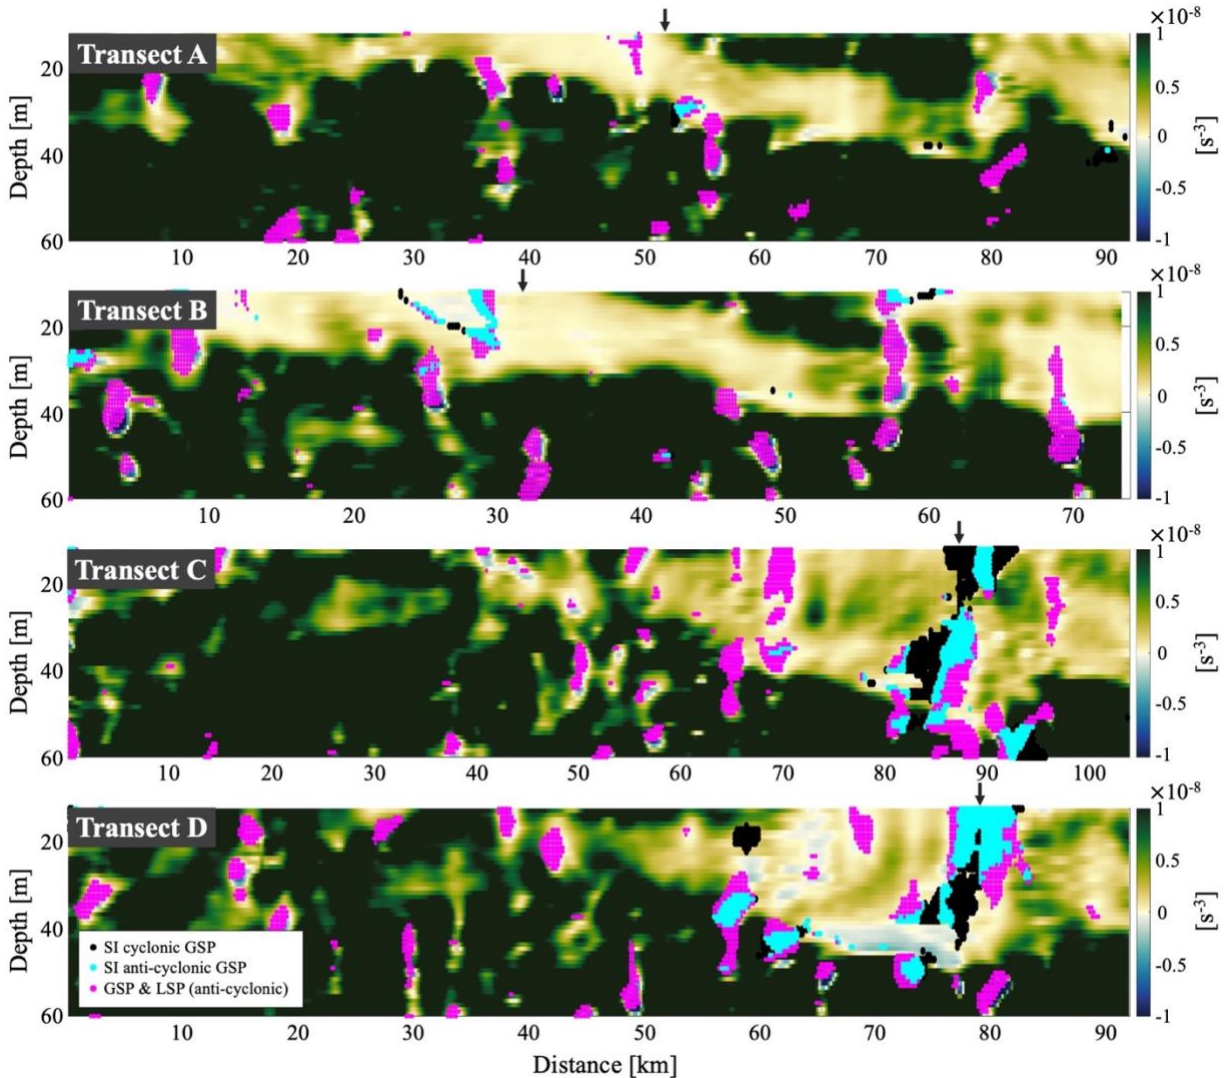 ×10⁻⁸
Transect A
Depth [m]
20
40
60
10 20 30 40 50 60 70 80 90
1
0.5
0
-0.5
-1
[s⁻³]
×10⁻⁸
Transect B
Depth [m]
20
40
60
10 20 30 40 50 60 70
1
0.5
0
-0.5
-1
[s⁻³]
×10⁻⁸
Transect C
Depth [m]
20
40
60
10 20 30 40 50 60 70 80 90 100
1
0.5
0
-0.5
-1
[s⁻³]
×10⁻⁸
Transect D
Depth [m]
20
40
60
SI cyclonic GSP
SI anti-cyclonic GSP
GSP & LSP (anti-cyclonic)
10 20 30 40 50 60 70 80 90
1
0.5
0
-0.5
-1
[s⁻³]
Distance [km]